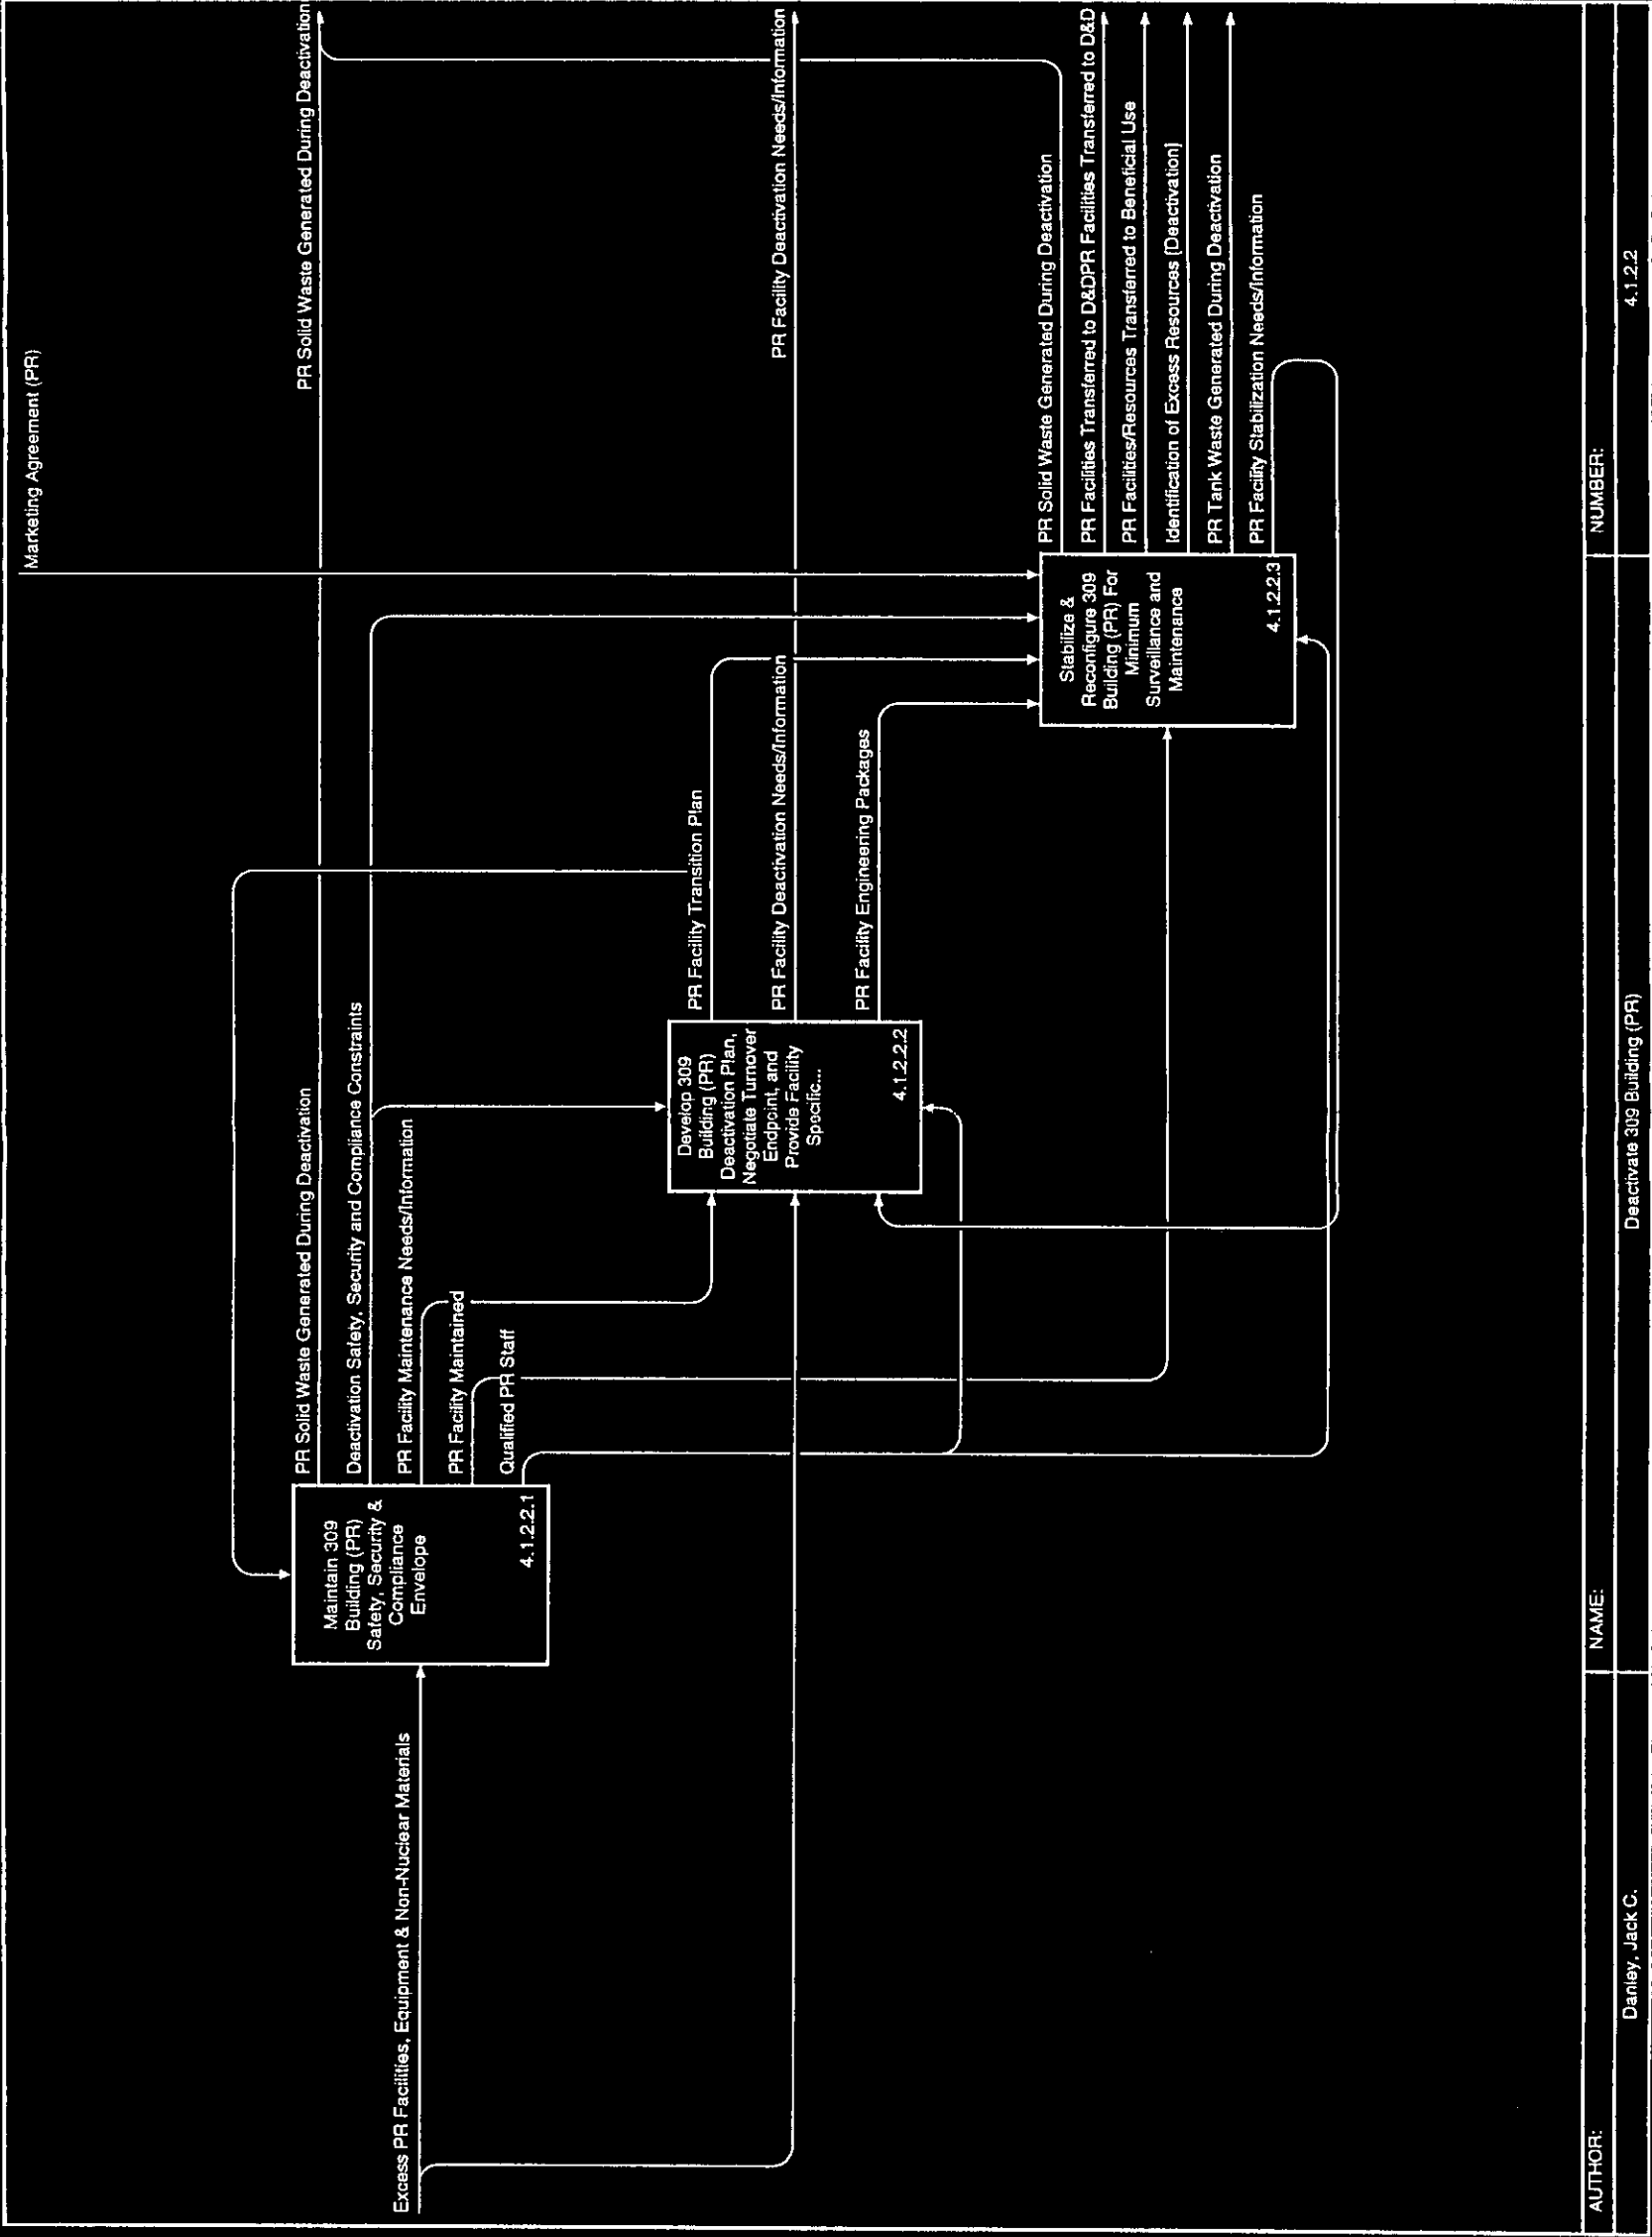 Marketing Agreement (PR)
PR Solid Waste Generated During Deactivation
PR Solid Waste Generated During Deactivation
Deactivation Safety, Security and Compliance Constraints
PR Facility Maintenance Needs/Information
PR Facility Maintained
Qualified PR Staff
Maintain 309
Building (PR)
Safety, Security &
Compliance
Envelope
4.1.2.2.1
Excess PR Facilities, Equipment & Non-Nuclear Materials
PR Facility Transition Plan
PR Facility Deactivation Needs/Information
PR Facility Deactivation Needs/Information
PR Facility Engineering Packages
Develop 309
Building (PR)
Deactivation Plan,
Negotiate Turnover
Endpoint, and
Provide Facility
Specific...
4.1.2.2.2
PR Solid Waste Generated During Deactivation
PR Facilities Transferred to D&DPR Facilities Transferred to D&D
PR Facilities/Resources Transferred to Beneficial Use
Identification of Excess Resources [Deactivation]
PR Tank Waste Generated During Deactivation
PR Facility Stabilization Needs/Information
Stabilize &
Reconfigure 309
Building (PR) For
Minimum
Surveillance and
Maintenance
4.1.2.2.3
AUTHOR:
NAME:
NUMBER:
Danley, Jack C.
Deactivate 309 Building (PR)
4.1.2.2